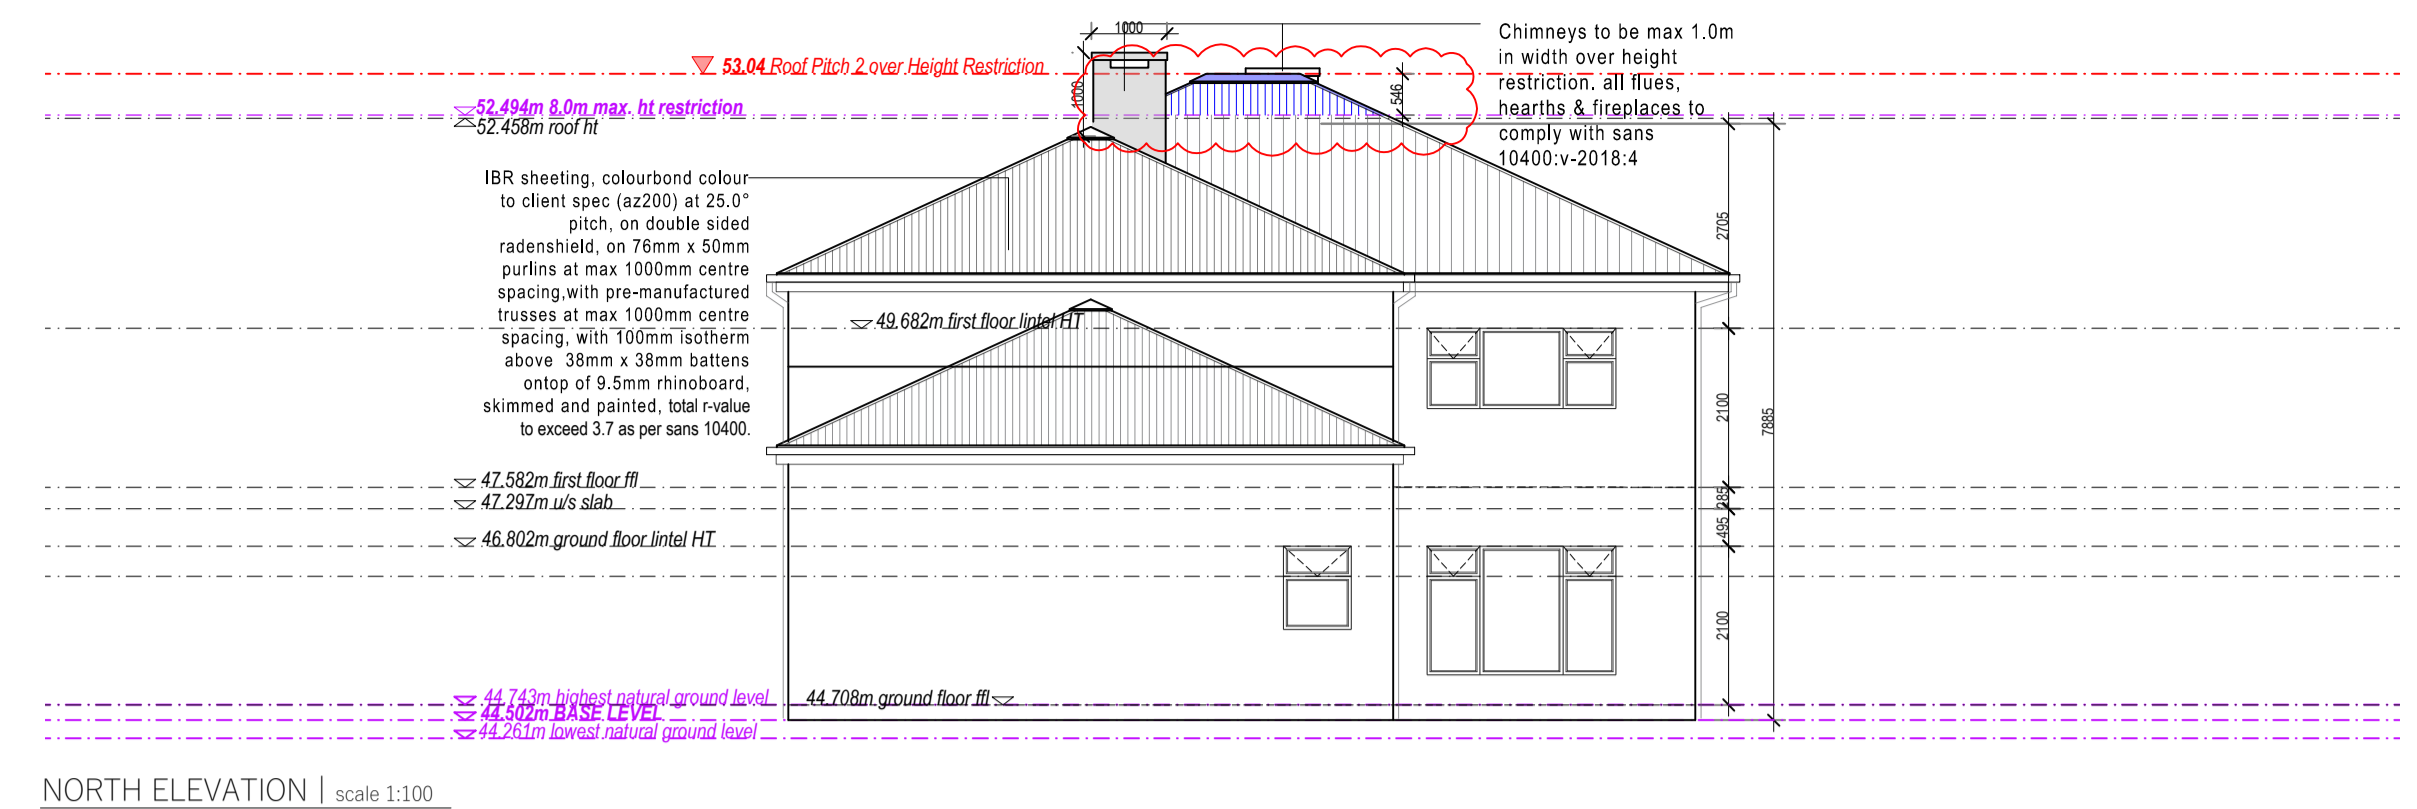 1000
Chimneys to be max 1.0m
in width over height
restriction. all flues,
hearths & fireplaces to
comply with sans
10400:v-2018:4
53.04 Roof Pitch 2 over Height Restriction
1000
546
52.494m 8.0m max. ht restriction
52.458m roof ht
IBR sheeting, colourbond colour
to client spec (az200) at 25.0°
pitch, on double sided
radenshield, on 76mm x 50mm
purlins at max 1000mm centre
spacing,with pre-manufactured
trusses at max 1000mm centre
spacing, with 100mm isotherm
above 38mm x 38mm battens
ontop of 9.5mm rhinoboard,
skimmed and painted, total r-value
to exceed 3.7 as per sans 10400.
2705
49.682m first floor lintel HT
2100
7885
47.582m first floor ffl
47.297m u/s slab
285
495
46.802m ground floor lintel HT
2100
44.743m highest natural ground level
44.708m ground floor ffl
44.502m BASE LEVEL
44.261m lowest natural ground level
NORTH ELEVATION | scale 1:100